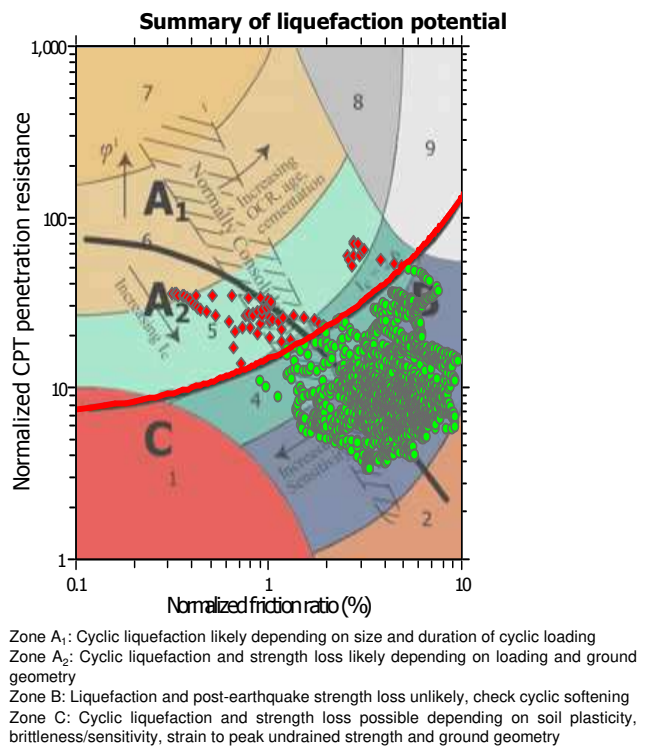 Summary of liquefaction potential
Normalized CPT penetration resistance
1,000
100
10
1
7
8
9
φ'
Increasing
OCR, age,
cementation
Normally Consol
A1
6
A2
5
Increasing Ic
B
4
C
1
Increasing
Sensitivi
2
0.1
1
10
Normalized friction ratio (%)
Zone A1: Cyclic liquefaction likely depending on size and duration of cyclic loading
Zone A2: Cyclic liquefaction and strength loss likely depending on loading and ground
geometry
Zone B: Liquefaction and post-earthquake strength loss unlikely, check cyclic softening
Zone C: Cyclic liquefaction and strength loss possible depending on soil plasticity,
brittleness/sensitivity, strain to peak undrained strength and ground geometry